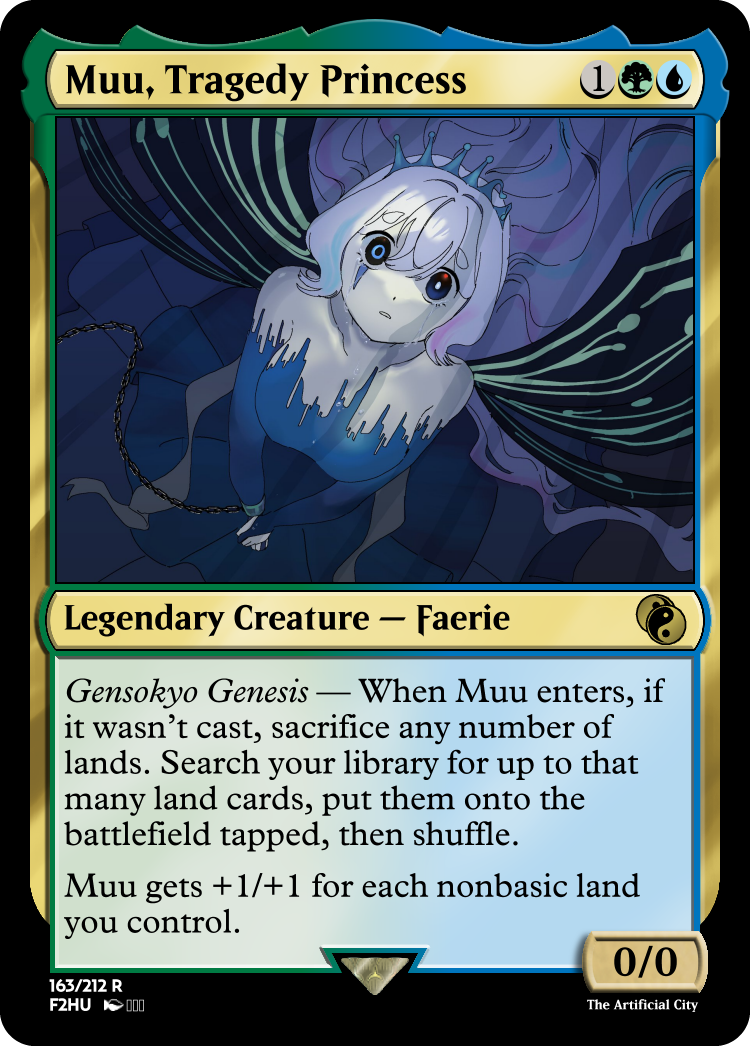 Muu, Tragedy Princess 1
Legendary Creature — Faerie
Gensokyo Genesis — When Muu enters, if
it wasn't cast, sacrifice any number of
lands. Search your library for up to that
many land cards, put them onto the
battlefield tapped, then shuffle.
Muu gets +1/+1 for each nonbasic land
you control.
0/0
163/212 R
F2HU
The Artificial City